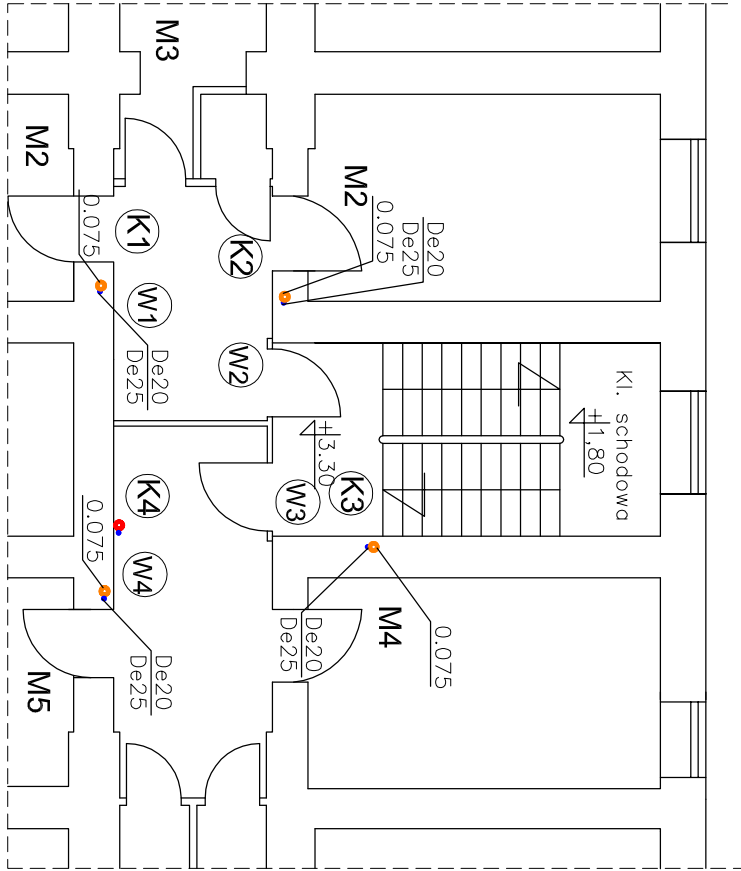 M3
M2
M2
0.075
De20
De25
0.075
K1
K2
W1
W2
De20
De25
Kl. schodowa
+1,80
+3.30
K3
W3
K4
W4
0.075
De20
De25
M4
0.075
De20
De25
M5